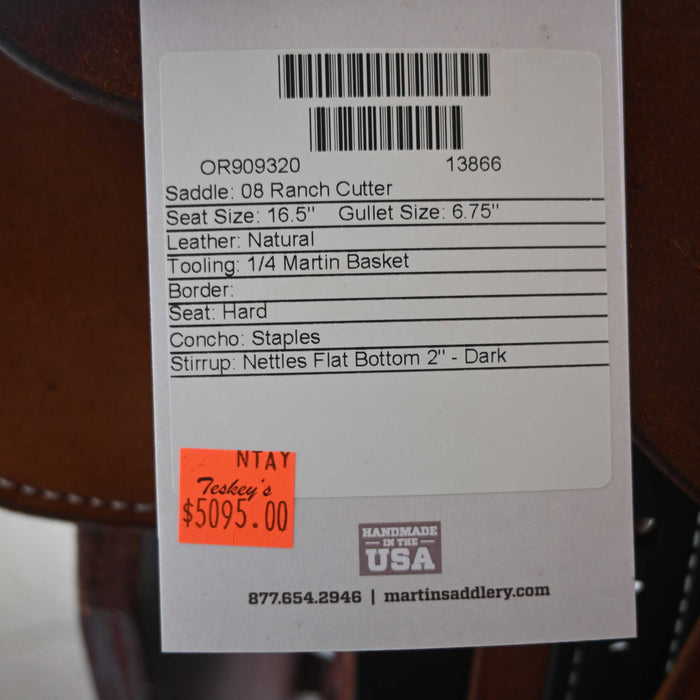 OR909320 13866
Saddle: 08 Ranch Cutter
Seat Size: 16.5" Gullet Size: 6.75"
Leather: Natural
Tooling: 1/4 Martin Basket
Border:
Seat: Hard
Concho: Staples
Stirrup: Nettles Flat Bottom 2" - Dark
NTAY
Teskey's
$5095.00
HANDMADE
IN THE
USA
877.654.2946 | martinsaddlery.com